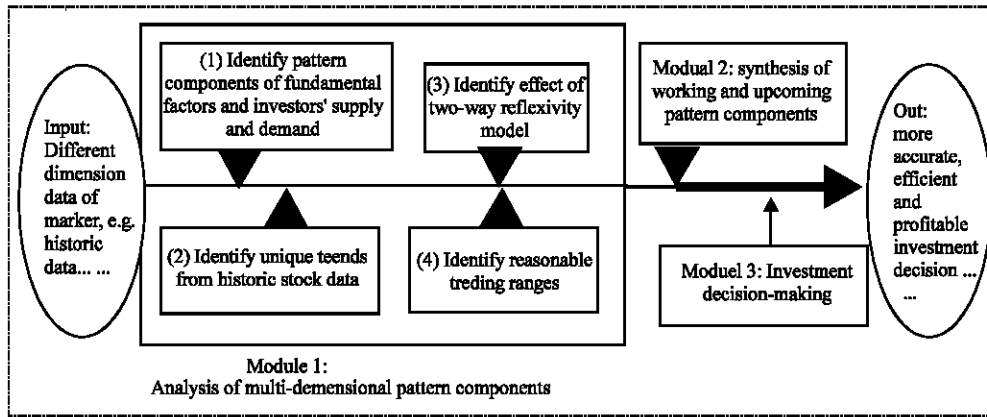 Input:
Different
dimension
data of
marker, e.g.
historic
data... ...
(1) Identify pattern
components of fundamental
factors and investors' supply
and demand
(2) Identify unique teends
from historic stock data
(3) Identify effect of
two-way reflexivity
model
(4) Identify reasonable
treding ranges
Module 1:
Analysis of multi-demensional pattern components
Modual 2: synthesis of
working and upcoming
pattern components
Moduel 3: Investment
decision-making
Out:
more
accurate,
efficient
and
profitable
investment
decision ...
...